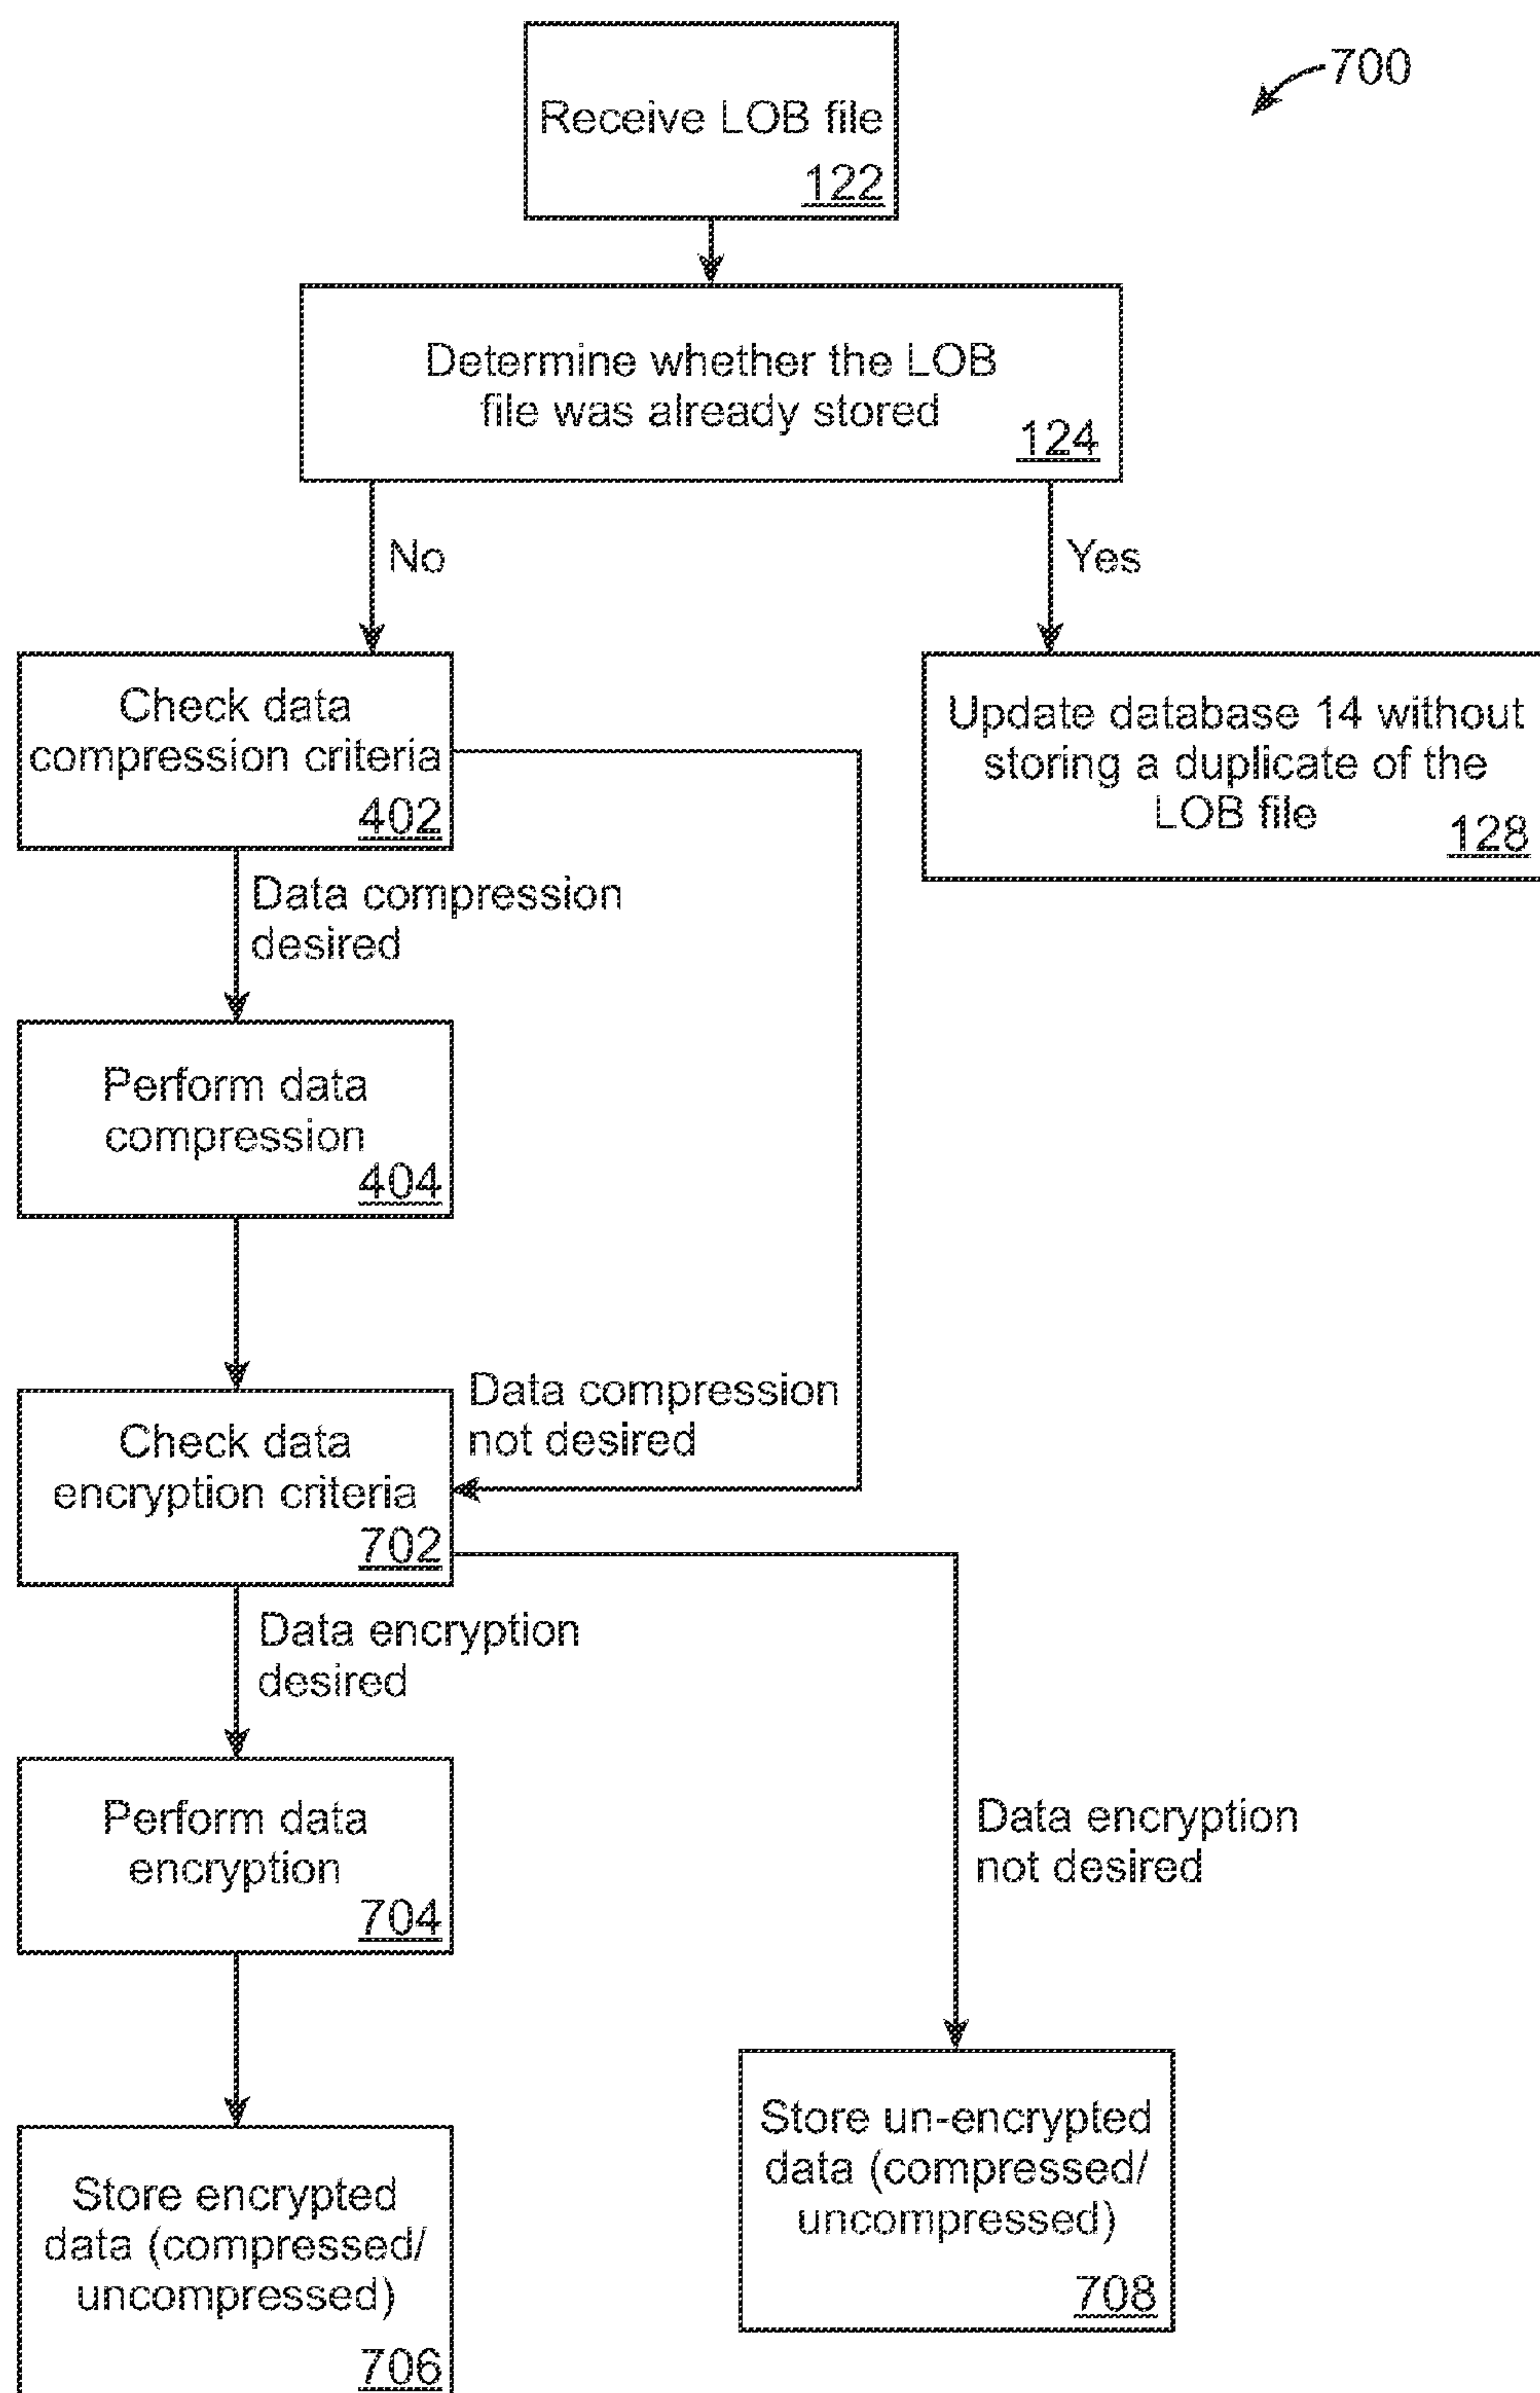 700
Receive LOB file
122
Determine whether the LOB
file was already stored
124
No
Yes
Check data
compression criteria
402
Update database 14 without
storing a duplicate of the
LOB file
128
Data compression
desired
Perform data
compression
404
Data compression
not desired
Check data
encryption criteria
702
Data encryption
desired
Perform data
encryption
704
Data encryption
not desired
Store encrypted
data (compressed/
uncompressed)
706
Store un-encrypted
data (compressed/
uncompressed)
708